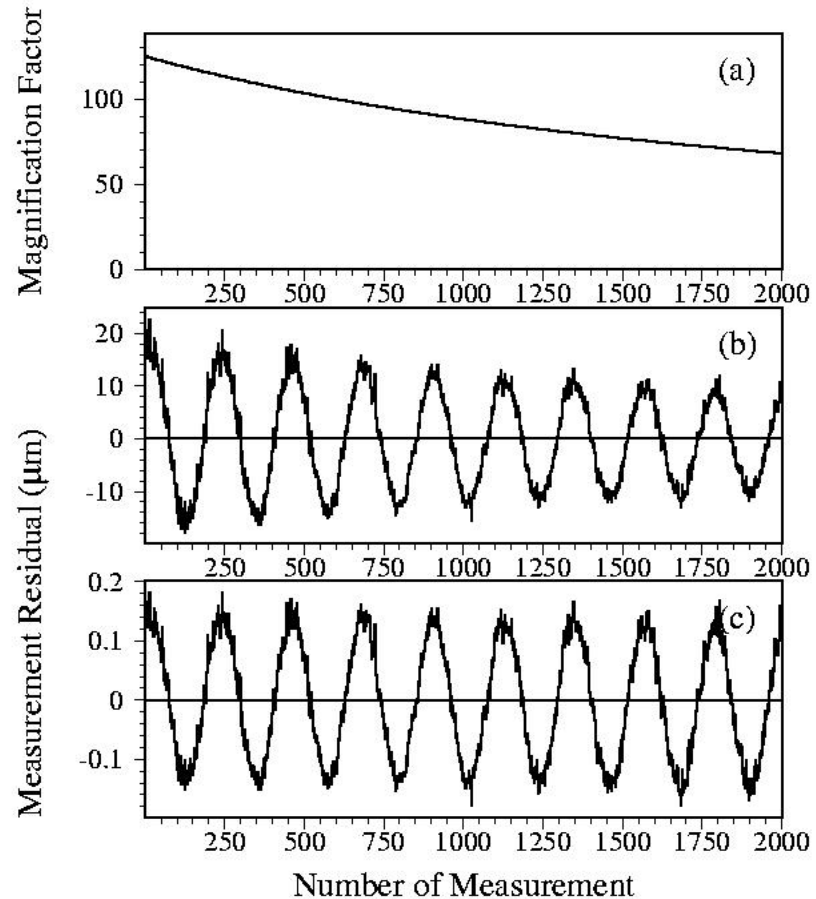 Magnification Factor
(a)
100
50
0
250 500 750 1000 1250 1500 1750 2000
Measurement Residual (μm)
(b)
20
10
0
-10
250 500 750 1000 1250 1500 1750 2000
0.2
(c)
0.1
0
-0.1
250 500 750 1000 1250 1500 1750 2000
Number of Measurement